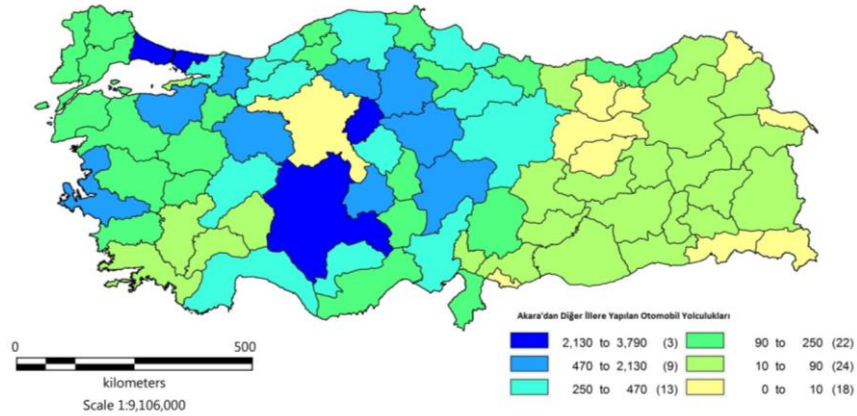 Akara'dan Diğer İllere Yapılan Otomobil Yolculukları
2,130 to 3,790 (3)
470 to 2,130 (9)
250 to 470 (13)
90 to 250 (22)
10 to 90 (24)
0 to 10 (18)
0 500
kilometers
Scale 1:9,106,000